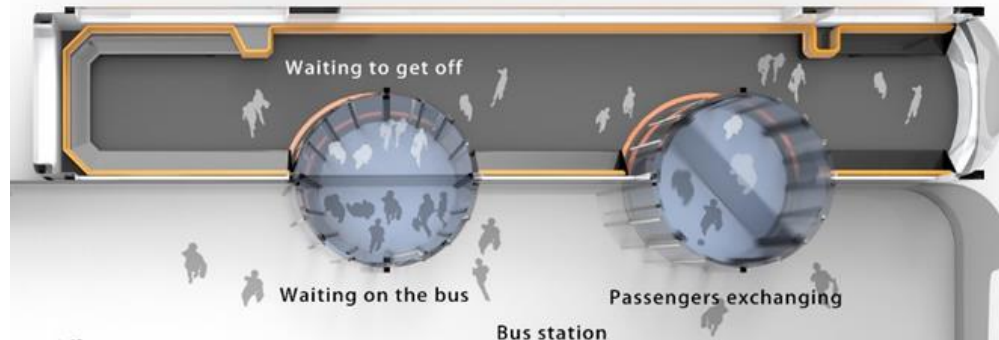 Waiting to get off
Waiting on the bus
Passengers exchanging
Bus station